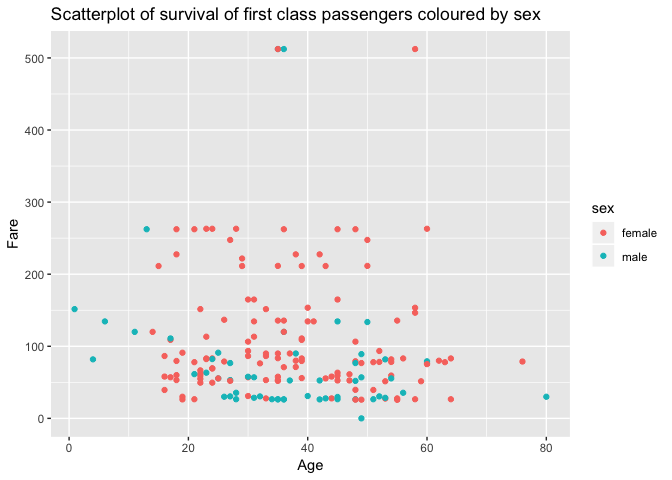 Scatterplot of survival of first class passengers coloured by sex
500
400
300
200
100
0
Fare
0 20 40 60 80
Age
sex
female
male